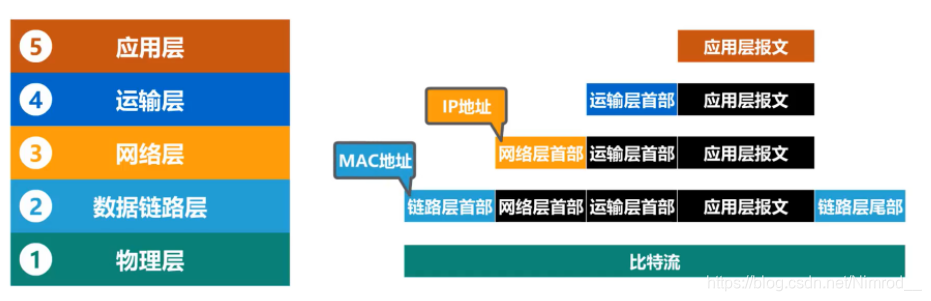 5 应用层 应用层报文
4 运输层 运输层首部 应用层报文
IP地址
3 网络层 网络层首部 运输层首部 应用层报文
MAC地址
2 数据链路层 链路层首部 网络层首部 运输层首部 应用层报文 链路层尾部
1 物理层 比特流
https://blog.csdn.net/Nimrod__